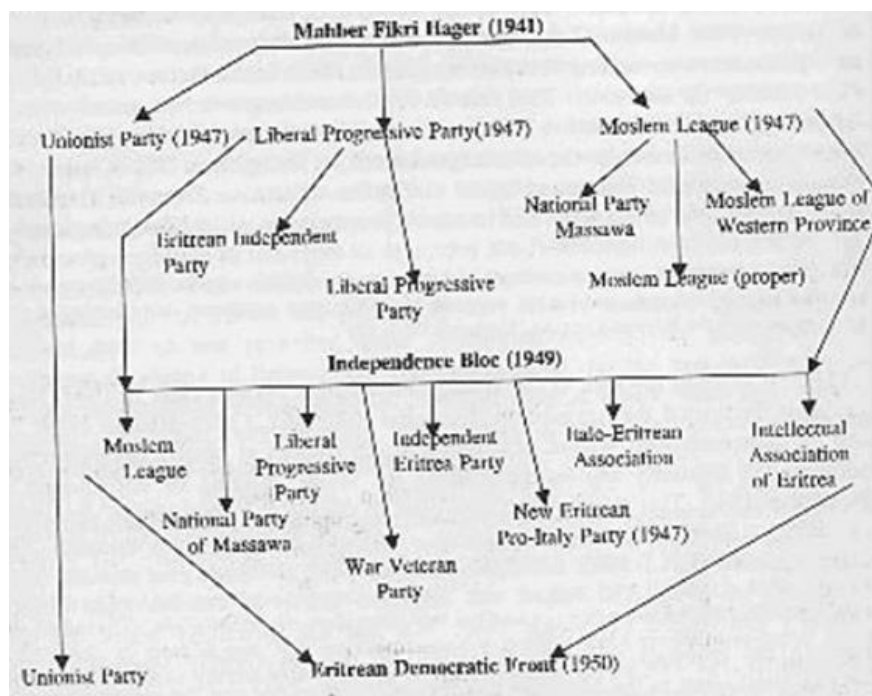 Mahber Fikri Hager (1941)
Unionist Party (1947)
Liberal Progressive Party(1947)
Moslem League (1947)
Eritrean Independent
Party
Liberal Progressive
Party
National Party
Massawa
Moslem League of
Western Province
Moslem League (proper)
Independence Bloc (1949)
Moslem
League
National Party
of Massawa
Liberal
Progressive
Party
War Veteran
Party
Independent
Eritrea Party
New Eritrean
Pro-Italy Party (1947)
Italo-Eritrean
Association
Intellectual
Association
of Eritrea
Unionist Party
Eritrean Democratic Front (1950)